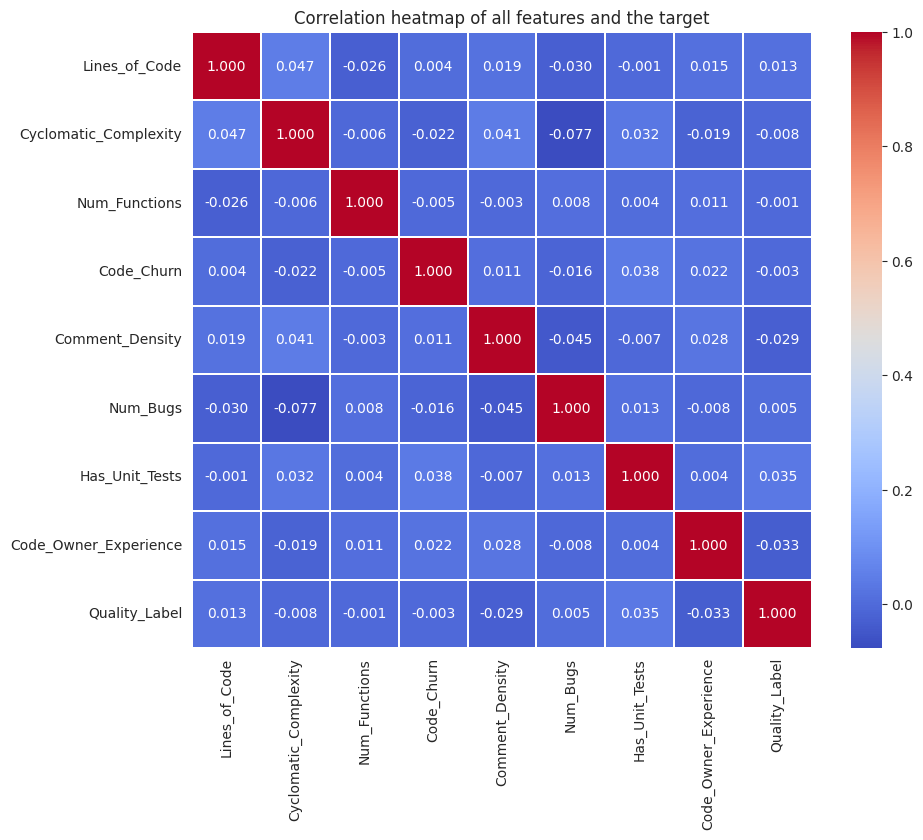 Correlation heatmap of all features and the target
Lines_of_Code 1.000 0.047 -0.026 0.004 0.019 -0.030 -0.001 0.015 0.013
Cyclomatic_Complexity 0.047 1.000 -0.006 -0.022 0.041 -0.077 0.032 -0.019 -0.008
Num_Functions -0.026 -0.006 1.000 -0.005 -0.003 0.008 0.004 0.011 -0.001
Code_Churn 0.004 -0.022 -0.005 1.000 0.011 -0.016 0.038 0.022 -0.003
Comment_Density 0.019 0.041 -0.003 0.011 1.000 -0.045 -0.007 0.028 -0.029
Num_Bugs -0.030 -0.077 0.008 -0.016 -0.045 1.000 0.013 -0.008 0.005
Has_Unit_Tests -0.001 0.032 0.004 0.038 -0.007 0.013 1.000 0.004 0.035
Code_Owner_Experience 0.015 -0.019 0.011 0.022 0.028 -0.008 0.004 1.000 -0.033
Quality_Label 0.013 -0.008 -0.001 -0.003 -0.029 0.005 0.035 -0.033 1.000
Lines_of_Code
Cyclomatic_Complexity
Num_Functions
Code_Churn
Comment_Density
Num_Bugs
Has_Unit_Tests
Code_Owner_Experience
Quality_Label
1.0
0.8
0.6
0.4
0.2
0.0